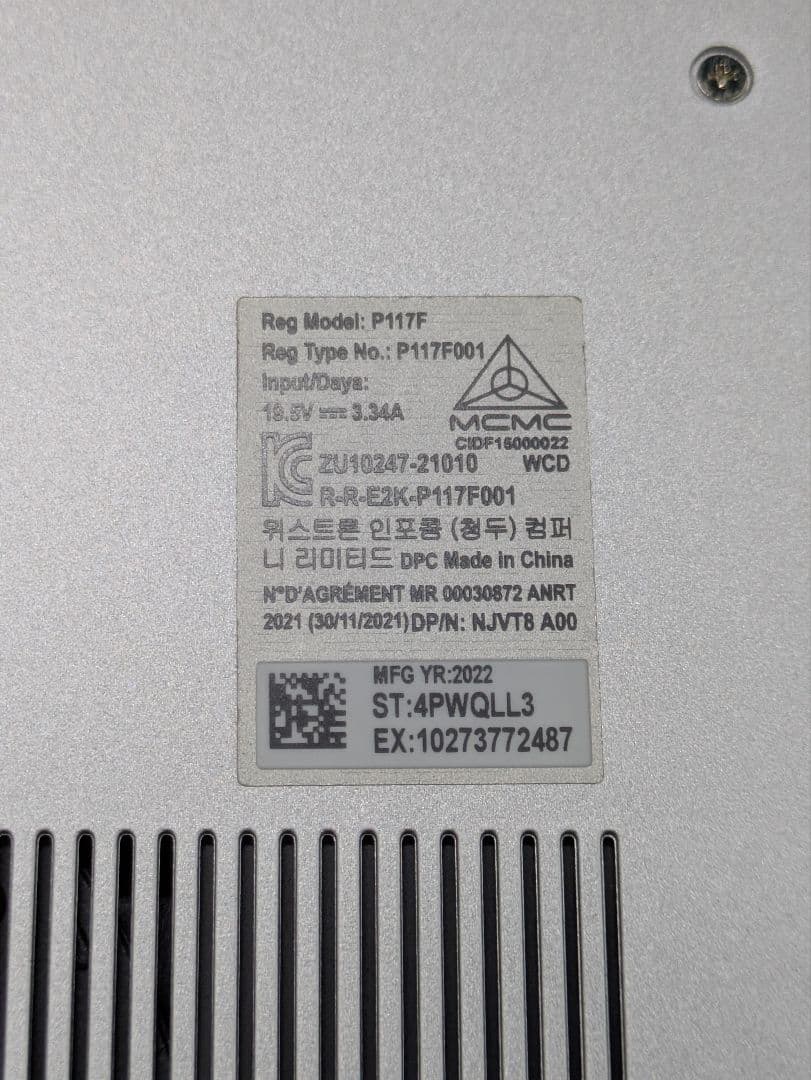 Reg Model: P117F
Reg Type No.: P117F001
Input/Daya:
19.5V ⎓ 3.34A
MCMC
CIDF15000022
ZU10247-21010 WCD
R-R-E2K-P117F001
위스트론 인포콤 (청두) 컴퍼
니 리미티드 DPC Made in China
N°D'AGRÉMENT MR 00030872 ANRT
2021 (30/11/2021) DP/N: NJVT8 A00
MFG YR:2022
ST:4PWQLL3
EX:10273772487